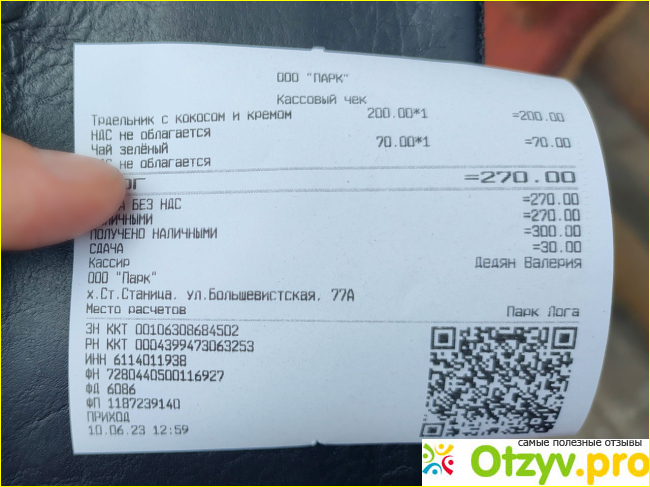 ООО "ПАРК"
Кассовый чек
Трдельник с кокосом и кремом 200.00*1 =200.00
НДС не облагается
Чай зелёный 70.00*1 =70.00
не облагается
=270.00
БЕЗ НДС =270.00
=270.00
ПОЛУЧЕНО НАЛИЧНЫМИ =300.00
СДАЧА =30.00
Кассир Дедян Валерия
ООО "Парк"
х.Ст.Станица, ул.Большевистская, 77А
Место расчетов Парк Лога
ЗН ККТ 00106308684502
РН ККТ 0004399473063253
ИНН 6114011938
ФН 7280440500116927
ФД 6086
ФП 1187239140
ПРИХОД
10.06.23 12:59
самые полезные отзывы
Otzyv.pro